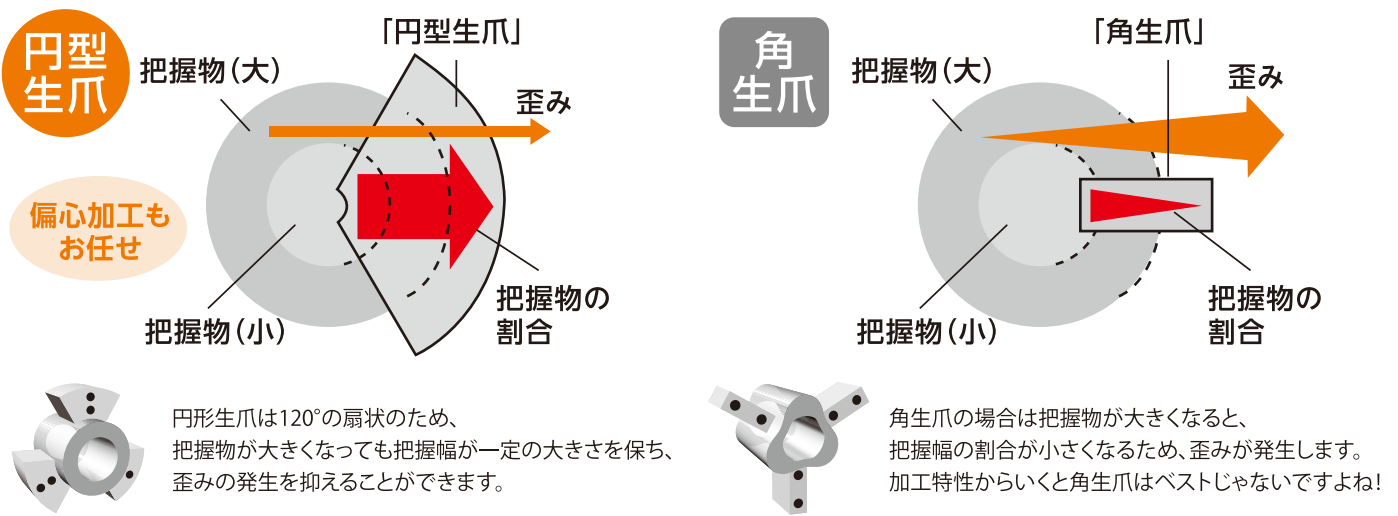 円型
生爪
「円型生爪」
把握物(大)
歪み
偏心加工も
お任せ
把握物の
割合
把握物(小)
円形生爪は120°の扇状のため、
把握物が大きくなっても把握幅が一定の大きさを保ち、
歪みの発生を抑えることができます。
角
生爪
「角生爪」
把握物(大)
歪み
把握物の
割合
把握物(小)
角生爪の場合は把握物が大きくなると、
把握幅の割合が小さくなるため、歪みが発生します。
加工特性からいくと角生爪はベストじゃないですよね!